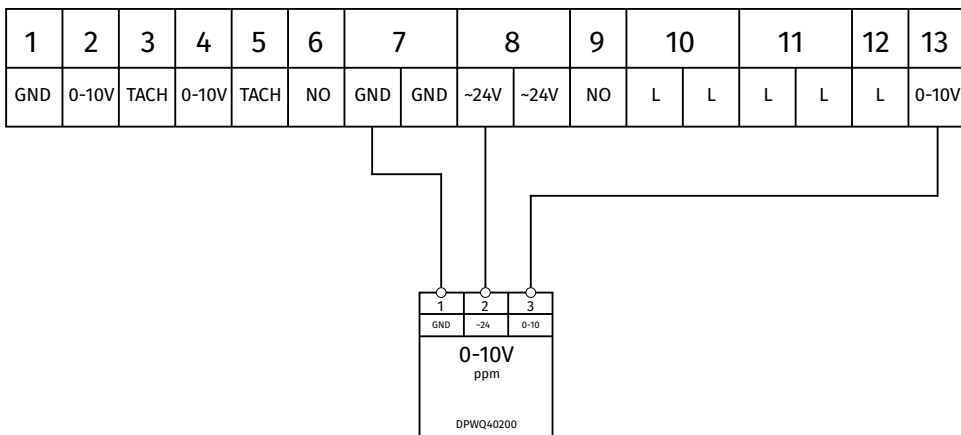 1 2 3 4 5 6 7 8 9 10 11 12 13
GND 0-10V TACH 0-10V TACH NO GND GND ~24V ~24V NO L L L L L 0-10V
1 2 3
GND ~24 0-10
0-10V
ppm
DPWQ40200